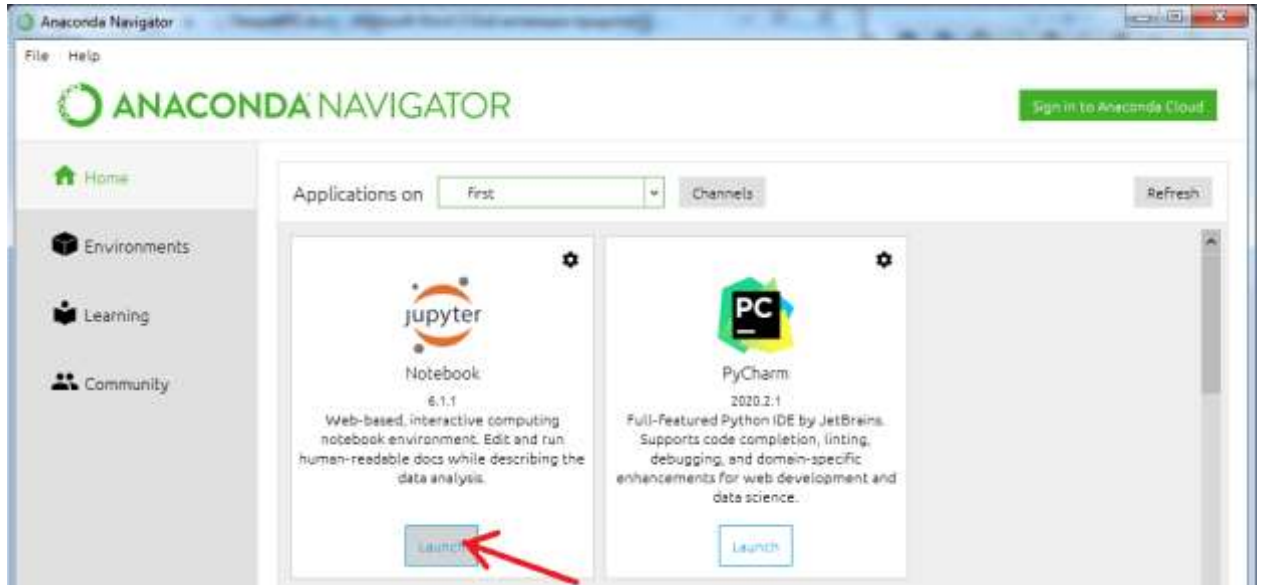 Anaconda Navigator
File Help
ANACONDA NAVIGATOR
Sign in to Anaconda Cloud
Home
Applications on First Channels Refresh
Environments
Learning
Community
jupyter
Notebook
6.1.1
Web-based, interactive computing
notebook environment. Edit and run
human-readable docs while describing the
data analysis.
Launch
PC
PyCharm
2020.2.1
Full-featured Python IDE by JetBrains.
Supports code completion, linting,
debugging, and domain-specific
enhancements for web development and
data science.
Launch